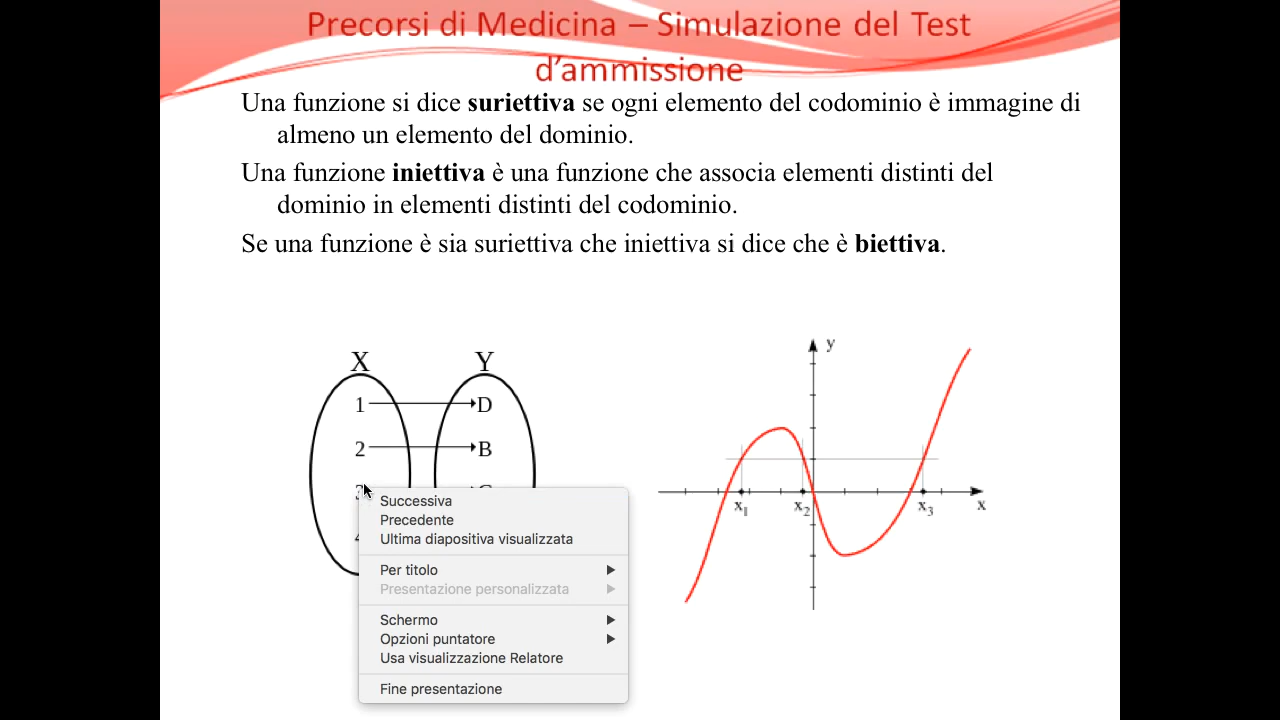 Precorsi di Medicina – Simulazione del Test
d'ammissione
Una funzione si dice suriettiva se ogni elemento del codominio è immagine di
almeno un elemento del dominio.
Una funzione iniettiva è una funzione che associa elementi distinti del
dominio in elementi distinti del codominio.
Se una funzione è sia suriettiva che iniettiva si dice che è biettiva.
X Y
1 D
2 B
3
y
x₁ x₂ x₃ x
Successiva
Precedente
Ultima diapositiva visualizzata
Per titolo
Presentazione personalizzata
Schermo
Opzioni puntatore
Usa visualizzazione Relatore
Fine presentazione